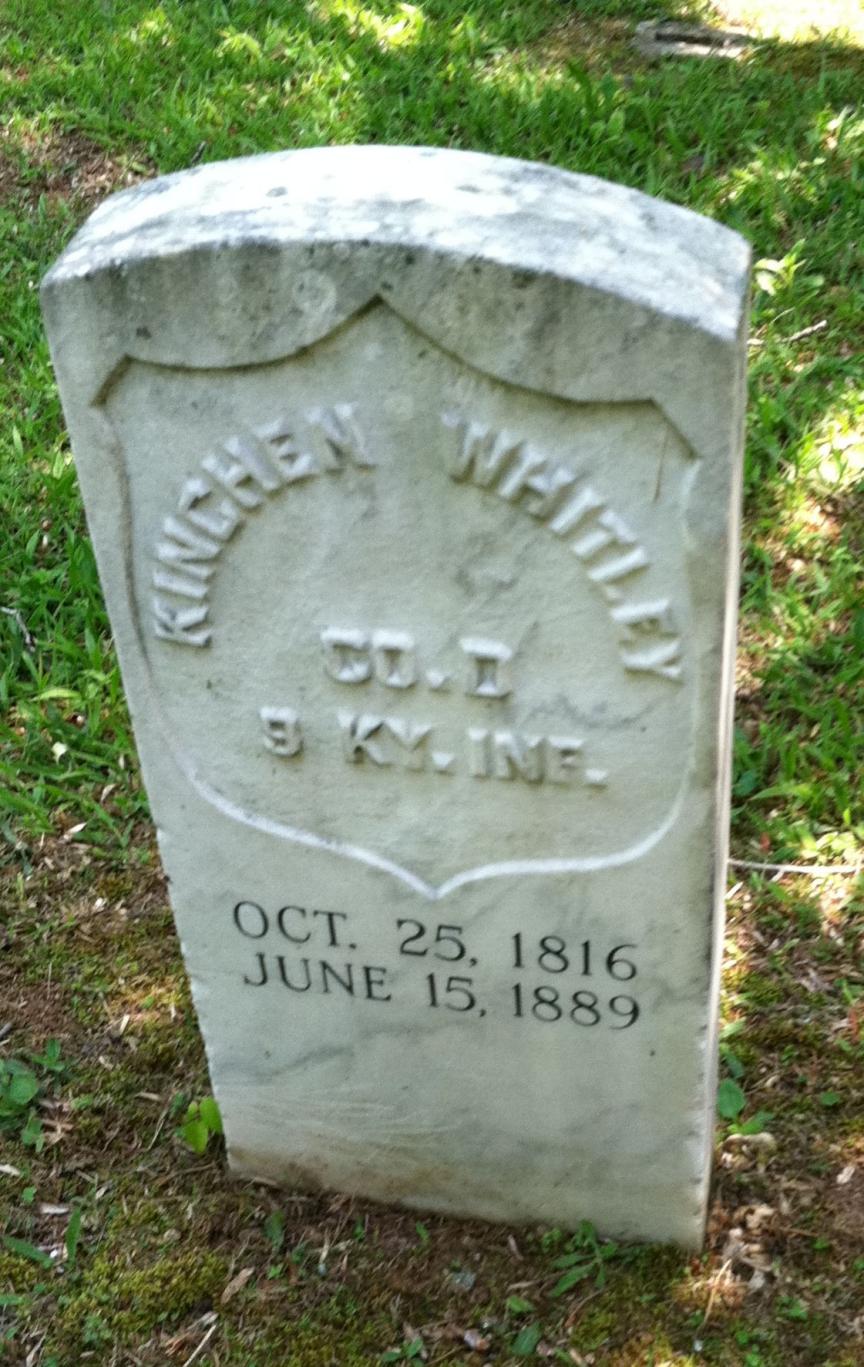 KINCHEN WHITLEY
CO. D
9 KY. INF.
OCT. 25, 1816
JUNE 15, 1889